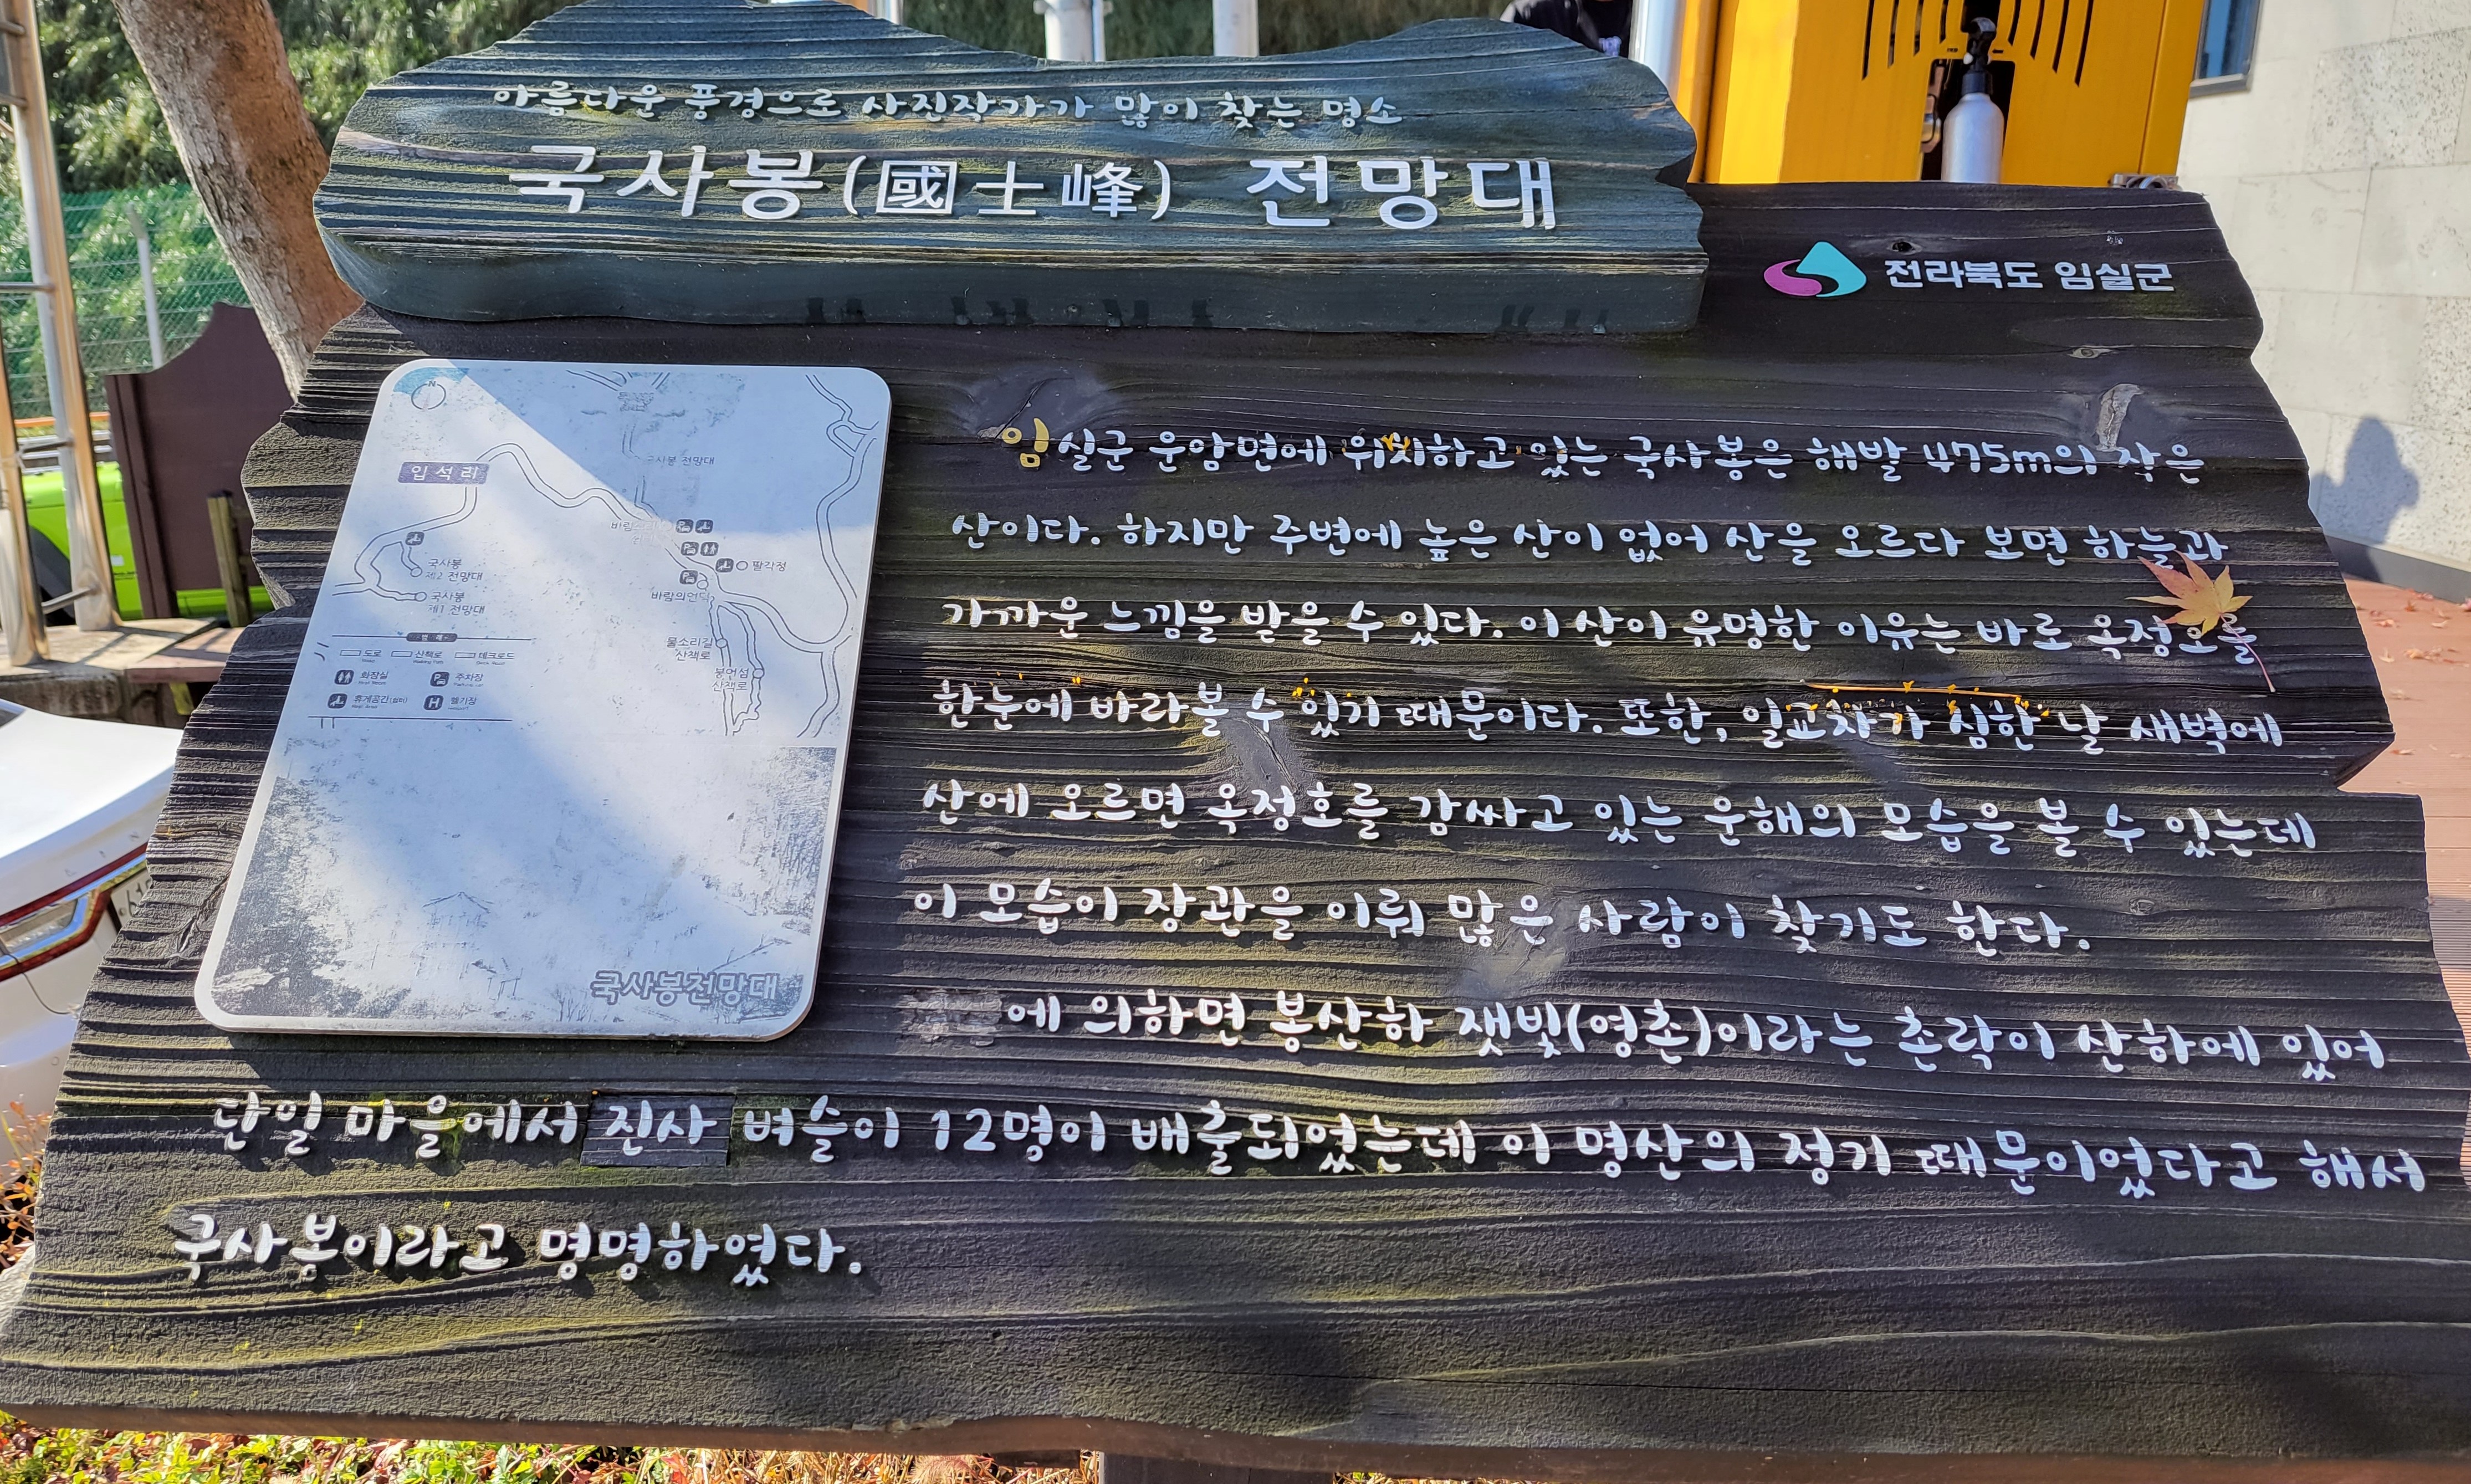 아름다운 풍경으로 사진작가가 많이 찾는 명소
국사봉(國士峰) 전망대
전라북도 임실군
임실군 운암면에 위치하고 있는 국사봉은 해발 475m의 작은
산이다. 하지만 주변에 높은 산이 없어 산을 오르다 보면 하늘과
가까운 느낌을 받을 수 있다. 이 산이 유명한 이유는 바로 옥정호를
한눈에 바라볼 수 있기 때문이다. 또한, 일교차가 심한 날 새벽에
산에 오르면 옥정호를 감싸고 있는 운해의 모습을 볼 수 있는데
이 모습이 장관을 이뤄 많은 사람이 찾기도 한다.
에 의하면 봉산하 잿빛(영촌)이라는 촌락이 산하에 있어
단일 마을에서 진사 벼슬이 12명이 배출되었는데 이 명산의 정기 때문이었다고 해서
국사봉이라고 명명하였다.
N
국사봉 전망대
입석리
팔각정
국사봉
제2 전망대
국사봉
제1 전망대
바람의언덕
물소리길
산책로
붕어섬
산책로
범례
도로 산책로 데크로드
화장실 주차장
휴게공간(쉼터) 헬기장
국사봉전망대